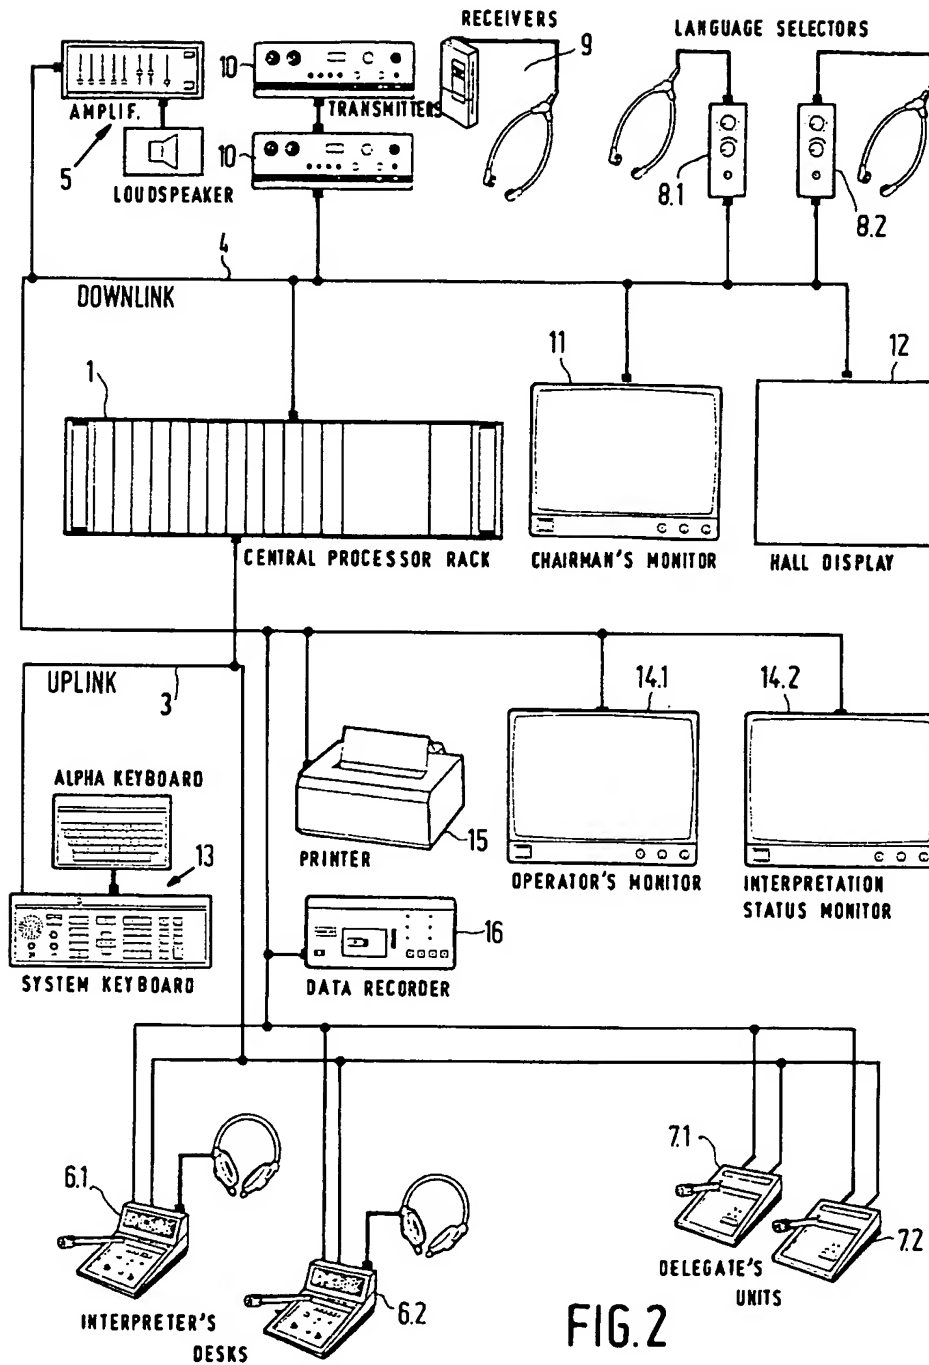 RECEIVERS
LANGUAGE SELECTORS
9
10
AMPLIF.
TRANSMITTERS
5
10
LOUDSPEAKER
8.1
8.2
4
DOWNLINK
1
11
12
CENTRAL PROCESSOR RACK
CHAIRMAN'S MONITOR
HALL DISPLAY
UPLINK
3
14.1
14.2
ALPHA KEYBOARD
13
15
PRINTER
OPERATOR'S MONITOR
INTERPRETATION
STATUS MONITOR
SYSTEM KEYBOARD
16
DATA RECORDER
6.1
7.1
7.2
DELEGATE'S
UNITS
INTERPRETER'S
DESKS
6.2
FIG.2